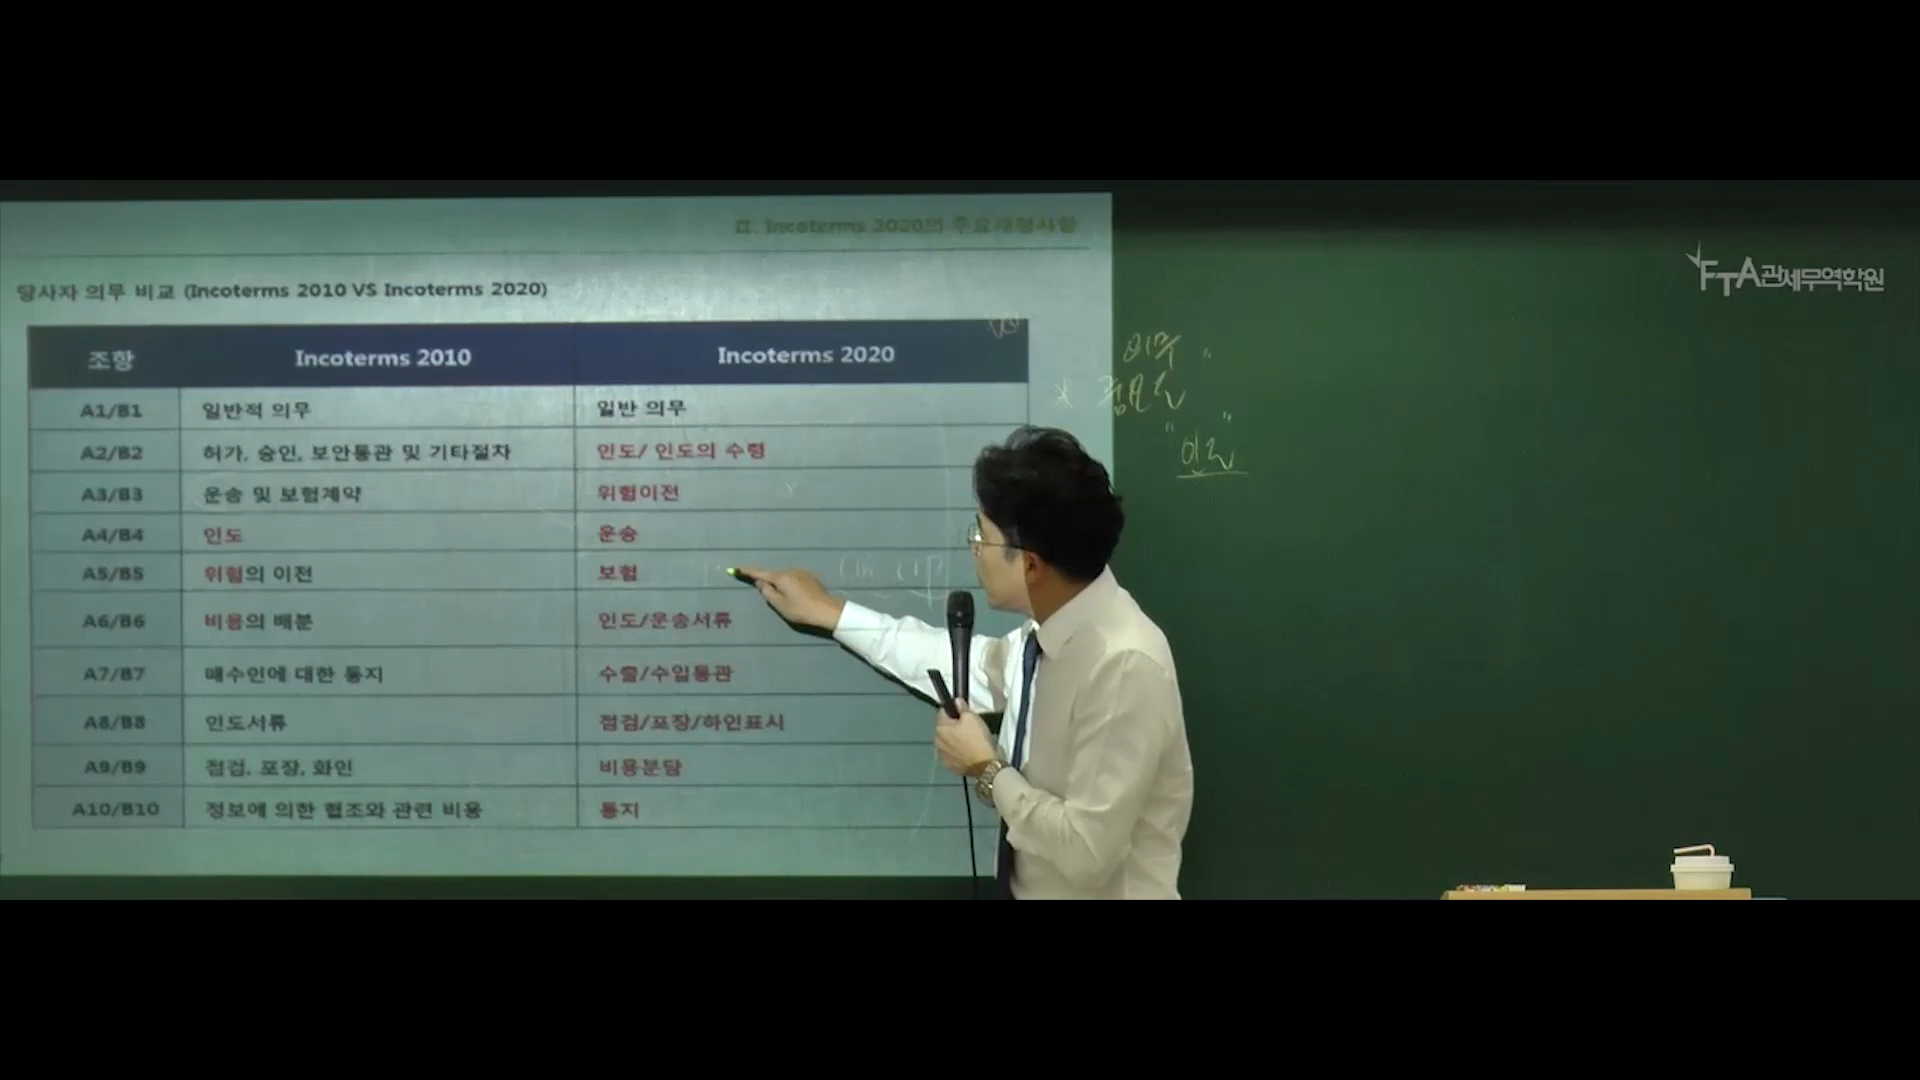 Ⅱ. Incoterms 2020의 주요개정사항
FTA관세무역학원
당사자 의무 비교 (Incoterms 2010 VS Incoterms 2020)
조항 Incoterms 2010 Incoterms 2020
A1/B1 일반적 의무 일반 의무
A2/B2 허가, 승인, 보안통관 및 기타절차 인도/ 인도의 수령
A3/B3 운송 및 보험계약 위험이전
A4/B4 인도 운송
A5/B5 위험의 이전 보험
A6/B6 비용의 배분 인도/운송서류
A7/B7 매수인에 대한 통지 수출/수입통관
A8/B8 인도서류 점검/포장/하인표시
A9/B9 점검, 포장, 화인 비용분담
A10/B10 정보에 의한 협조와 관련 비용 통지
의무
"인도"